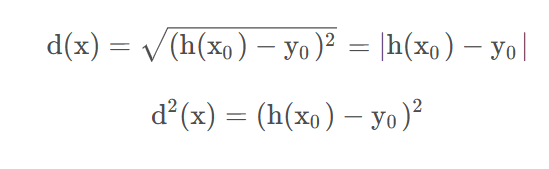 d(x) = √(h(x₀) − y₀)² = |h(x₀) − y₀|
d²(x) = (h(x₀) − y₀)²